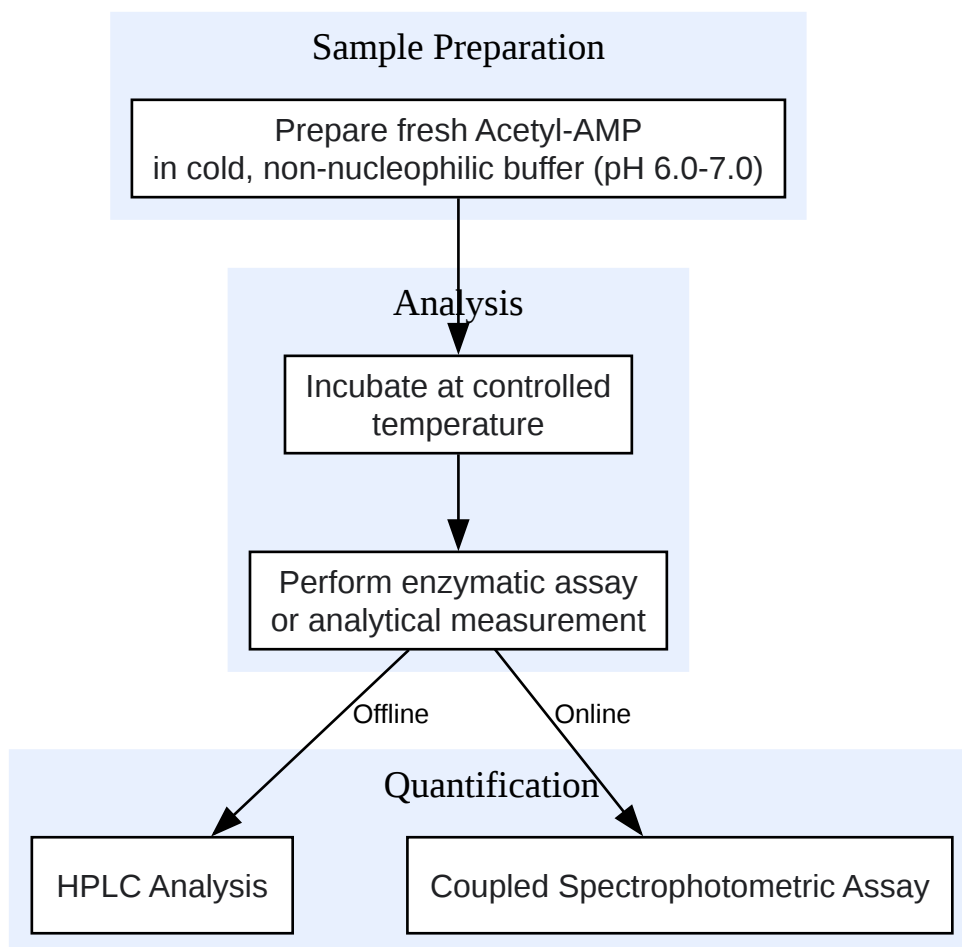 Sample Preparation
Prepare fresh Acetyl-AMP
in cold, non-nucleophilic buffer (pH 6.0-7.0)
Analysis
Incubate at controlled
temperature
Perform enzymatic assay
or analytical measurement
Offline
Online
Quantification
HPLC Analysis
Coupled Spectrophotometric Assay